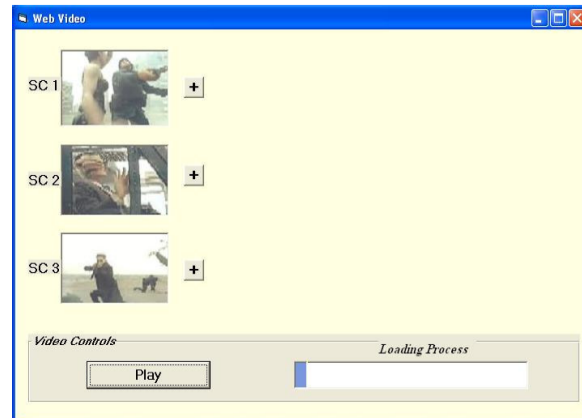 Web Video
SC 1
+
SC 2
+
SC 3
+
Video Controls
Loading Process
Play